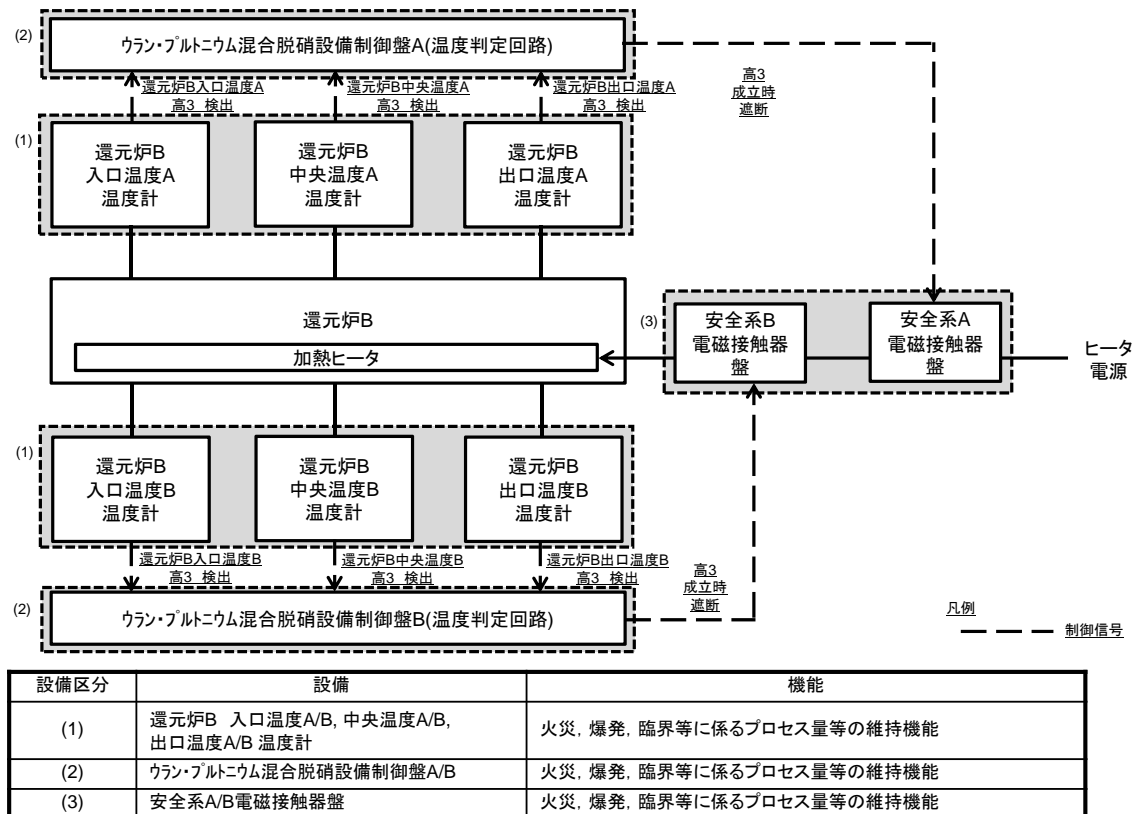 (2)
ウラン・プルトニウム混合脱硝設備制御盤A(温度判定回路)
還元炉B入口温度A
高3 検出
還元炉B中央温度A
高3 検出
還元炉B出口温度A
高3 検出
高3
成立時
遮断
(1)
還元炉B
入口温度A
温度計
還元炉B
中央温度A
温度計
還元炉B
出口温度A
温度計
還元炉B
加熱ヒータ
(3)
安全系B
電磁接触器
盤
安全系A
電磁接触器
盤
ヒータ
電源
(1)
還元炉B
入口温度B
温度計
還元炉B
中央温度B
温度計
還元炉B
出口温度B
温度計
還元炉B入口温度B
高3 検出
還元炉B中央温度B
高3 検出
還元炉B出口温度B
高3 検出
高3
成立時
遮断
(2)
ウラン・プルトニウム混合脱硝設備制御盤B(温度判定回路)
凡例
制御信号
設備区分 設備 機能
(1) 還元炉B 入口温度A/B, 中央温度A/B,
出口温度A/B 温度計 火災, 爆発, 臨界等に係るプロセス量等の維持機能
(2) ウラン・プルトニウム混合脱硝設備制御盤A/B 火災, 爆発, 臨界等に係るプロセス量等の維持機能
(3) 安全系A/B電磁接触器盤 火災, 爆発, 臨界等に係るプロセス量等の維持機能